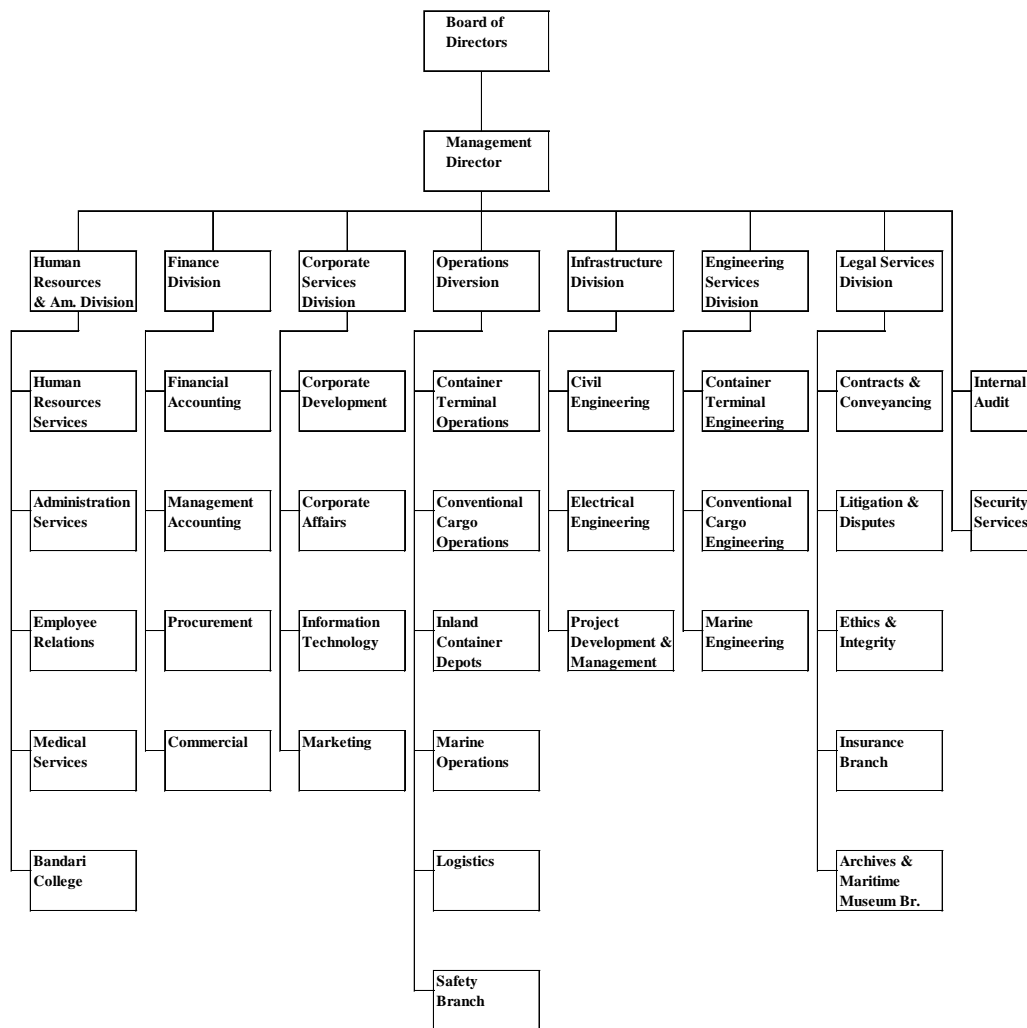 Board of
Directors
Management
Director
Human
Resources
& Am. Division
Finance
Division
Corporate
Services
Division
Operations
Diversion
Infrastructure
Division
Engineering
Services
Division
Legal Services
Division
Human
Resources
Services
Financial
Accounting
Corporate
Development
Container
Terminal
Operations
Civil
Engineering
Container
Terminal
Engineering
Contracts &
Conveyancing
Internal
Audit
Administration
Services
Management
Accounting
Corporate
Affairs
Conventional
Cargo
Operations
Electrical
Engineering
Conventional
Cargo
Engineering
Litigation &
Disputes
Security
Services
Employee
Relations
Procurement
Information
Technology
Inland
Container
Depots
Project
Development &
Management
Marine
Engineering
Ethics &
Integrity
Medical
Services
Commercial
Marketing
Marine
Operations
Insurance
Branch
Bandari
College
Logistics
Archives &
Maritime
Museum Br.
Safety
Branch